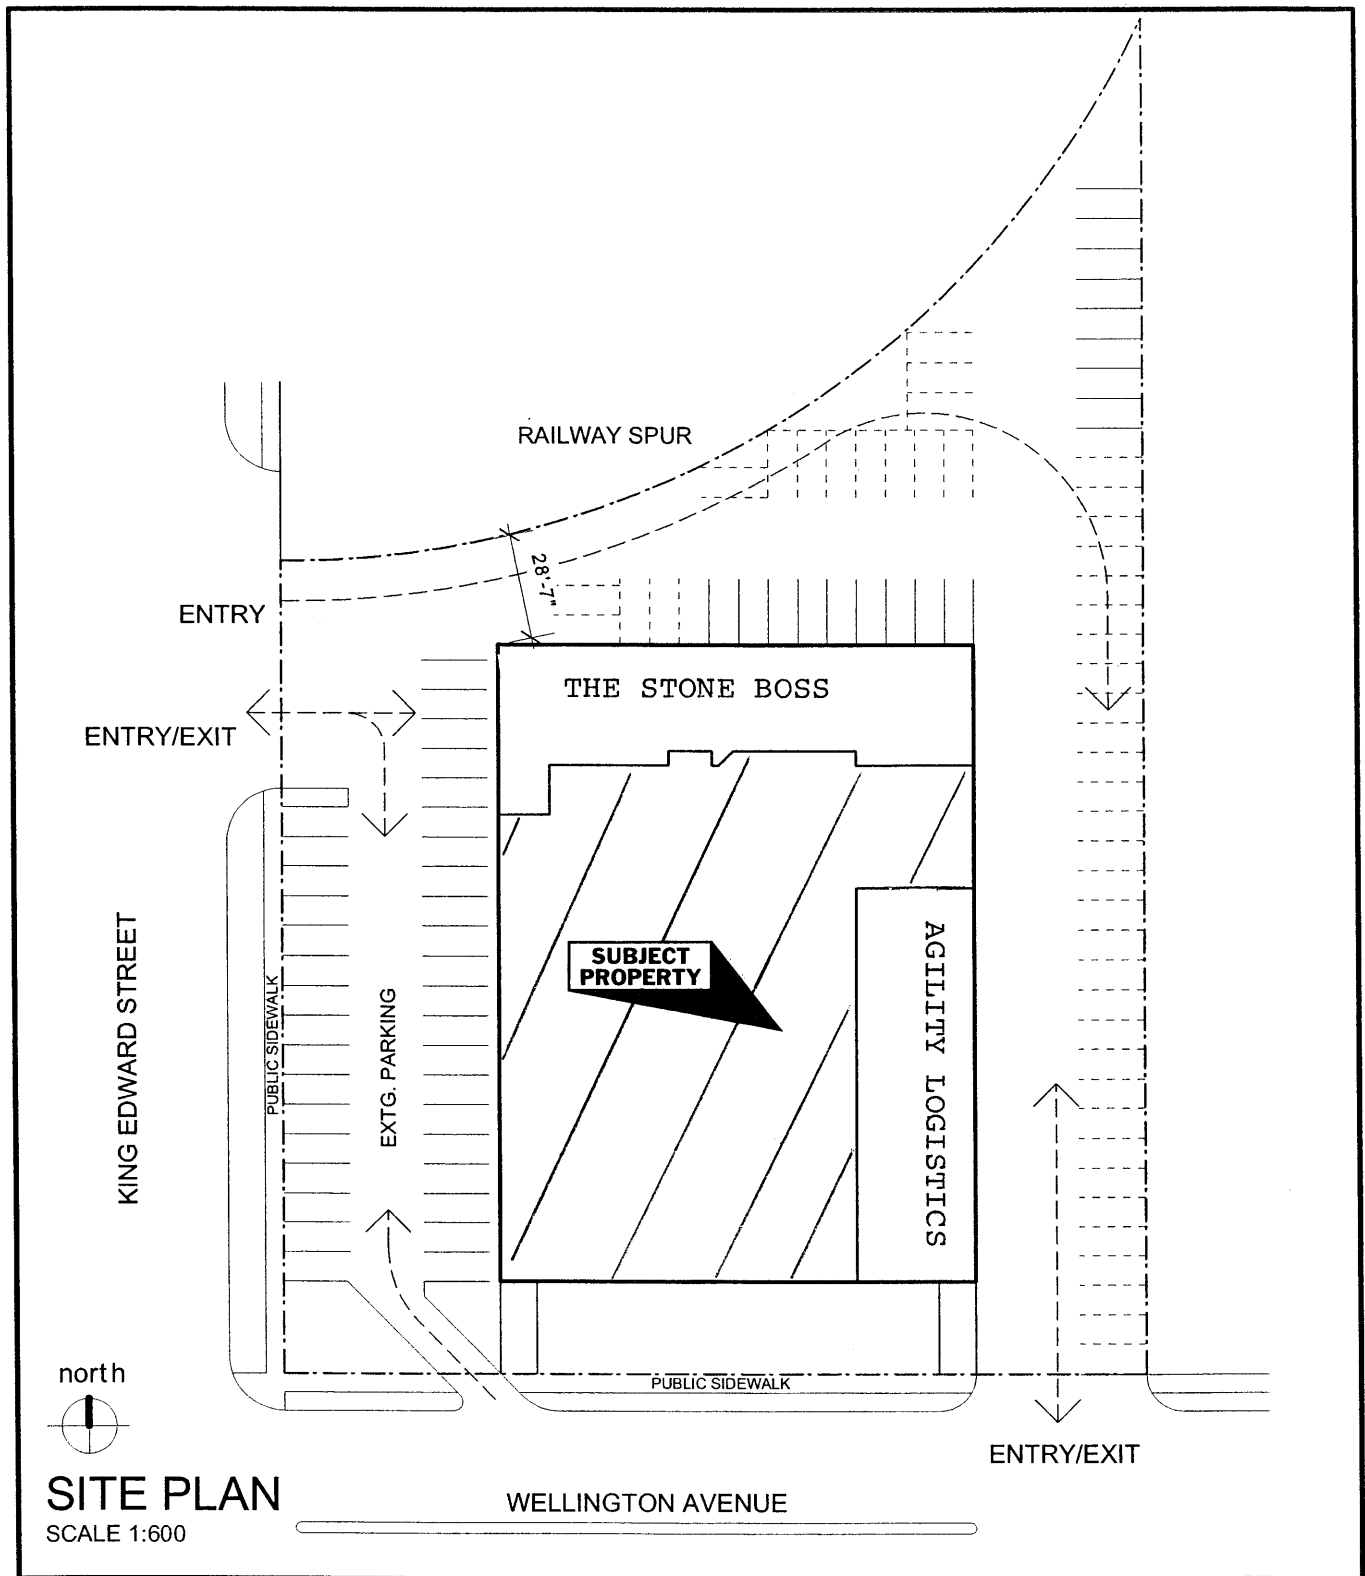 RAILWAY SPUR
28'-7"
ENTRY
THE STONE BOSS
ENTRY/EXIT
KING EDWARD STREET
PUBLIC SIDEWALK
EXTG. PARKING
SUBJECT
PROPERTY
AGILITY LOGISTICS
north
PUBLIC SIDEWALK
ENTRY/EXIT
SITE PLAN
SCALE 1:600
WELLINGTON AVENUE